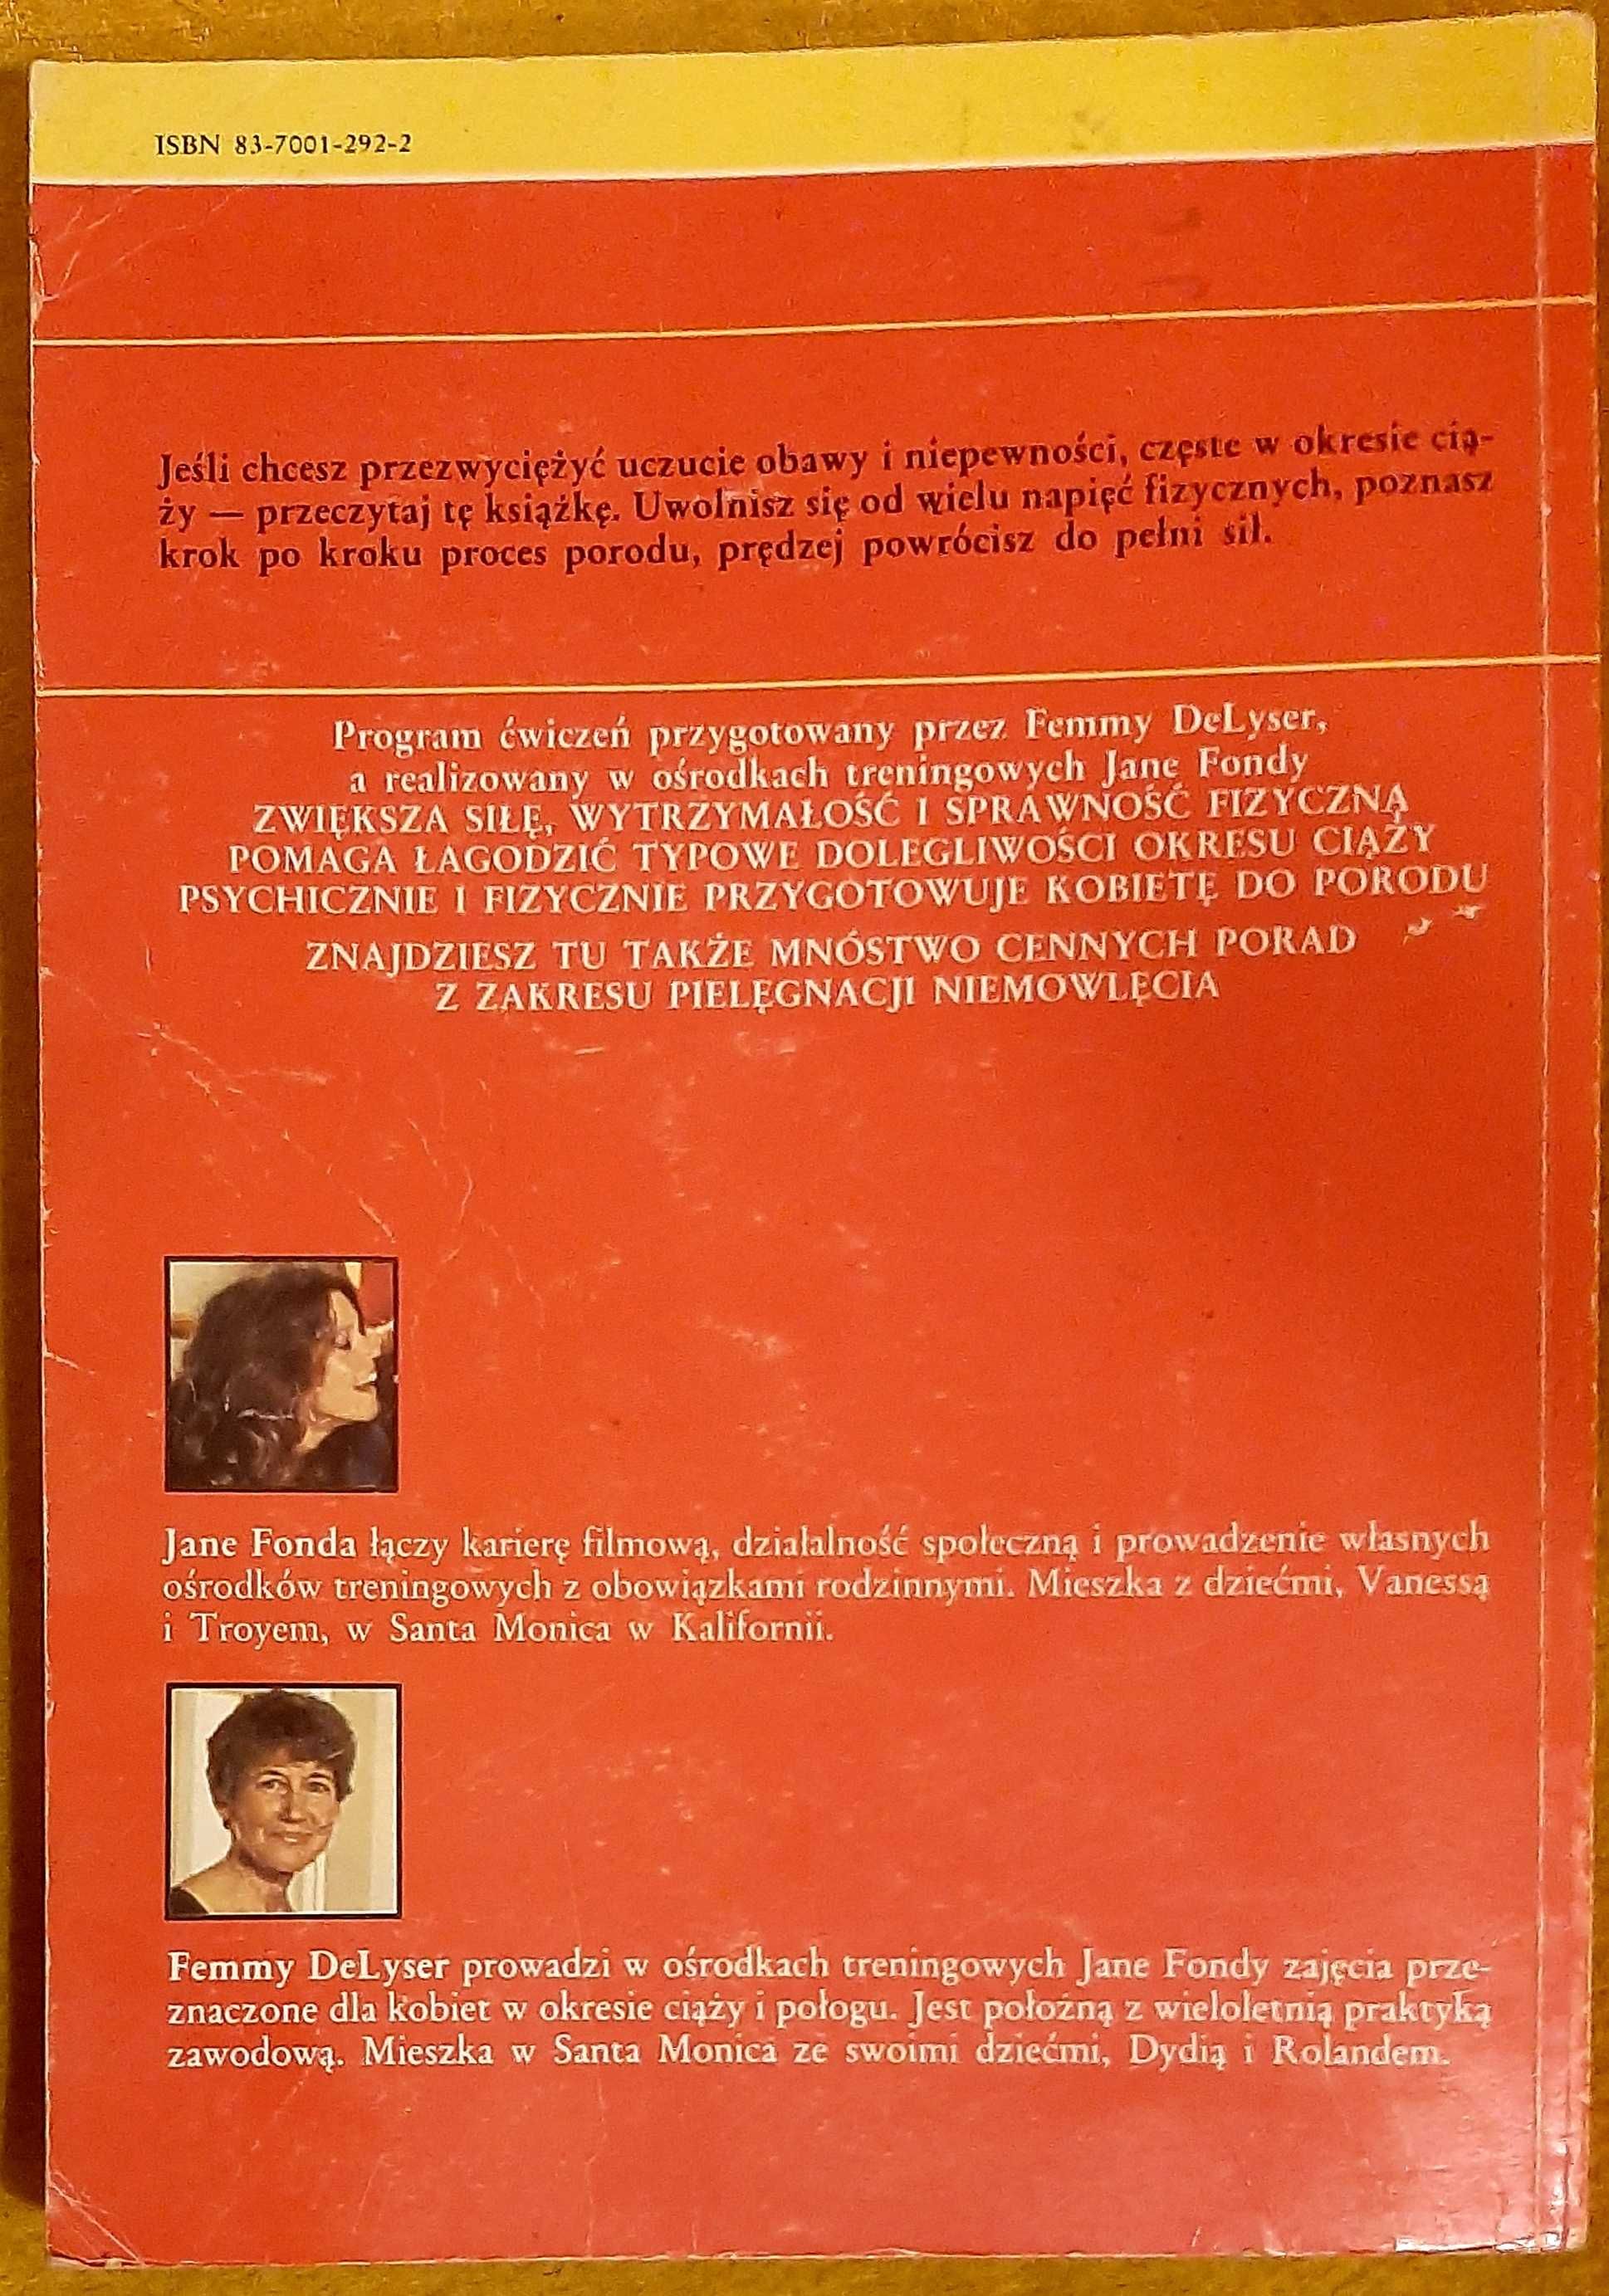 ISBN 83-7001-292-2
Jeśli chcesz przezwyciężyć uczucie obawy i niepewności, częste w okresie cią-
ży — przeczytaj tę książkę. Uwolnisz się od wielu napięć fizycznych, poznasz
krok po kroku proces porodu, prędzej powrócisz do pełni sił.
Program ćwiczeń przygotowany przez Femmy DeLyser,
a realizowany w ośrodkach treningowych Jane Fondy
ZWIĘKSZA SIŁĘ, WYTRZYMAŁOŚĆ I SPRAWNOŚĆ FIZYCZNĄ
POMAGA ŁAGODZIĆ TYPOWE DOLEGLIWOŚCI OKRESU CIĄŻY
PSYCHICZNIE I FIZYCZNIE PRZYGOTOWUJE KOBIETĘ DO PORODU
ZNAJDZIESZ TU TAKŻE MNÓSTWO CENNYCH PORAD
Z ZAKRESU PIELĘGNACJI NIEMOWLĘCIA
Jane Fonda łączy karierę filmową, działalność społeczną i prowadzenie własnych
ośrodków treningowych z obowiązkami rodzinnymi. Mieszka z dziećmi, Vanessą
i Troyem, w Santa Monica w Kalifornii.
Femmy DeLyser prowadzi w ośrodkach treningowych Jane Fondy zajęcia prze-
znaczone dla kobiet w okresie ciąży i połogu. Jest położną z wieloletnią praktyką
zawodową. Mieszka w Santa Monica ze swoimi dziećmi, Dydią i Rolandem.